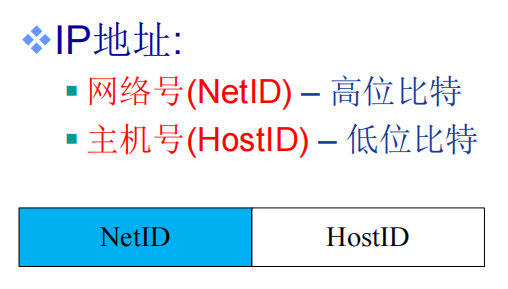 ❖IP地址:
▪ 网络号(NetID) – 高位比特
▪ 主机号(HostID) – 低位比特
NetID HostID